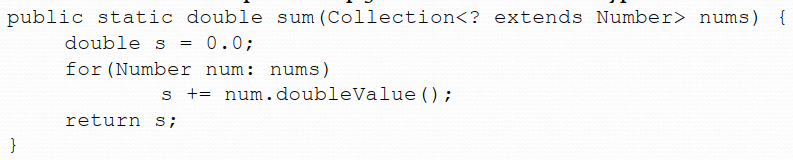 public static double sum(Collection<? extends Number> nums) {
    double s = 0.0;
    for(Number num: nums)
        s += num.doubleValue();
    return s;
}